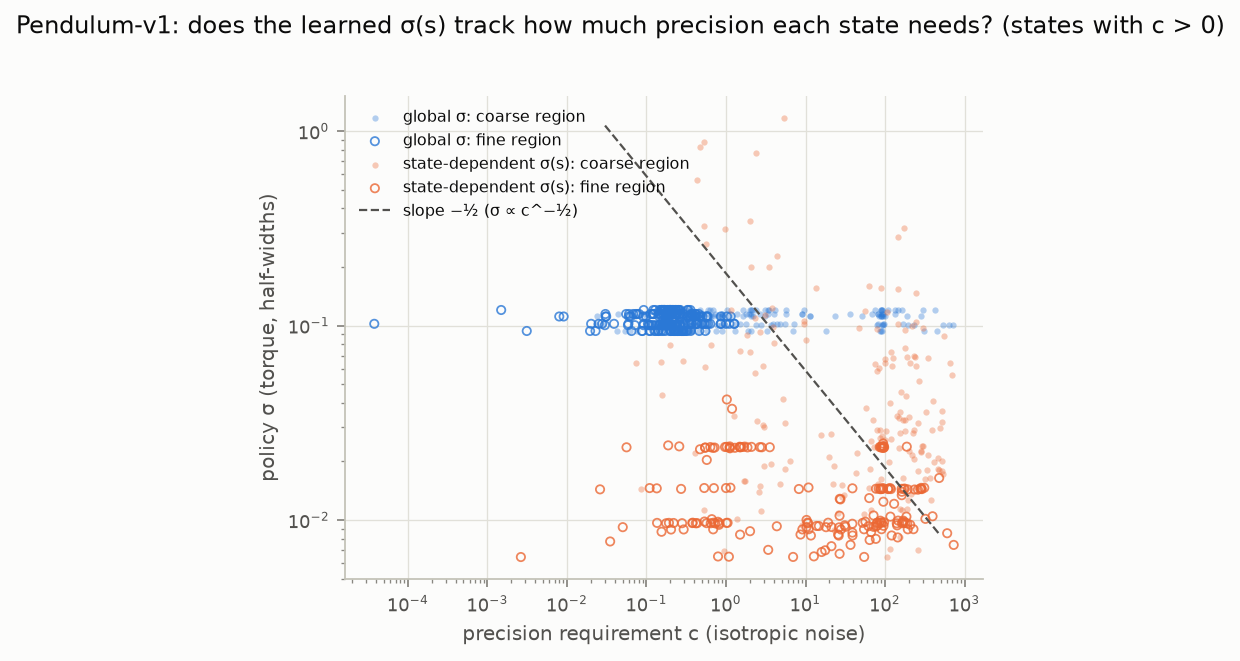 Pendulum-v1: does the learned σ(s) track how much precision each state needs? (states with c > 0)
global σ: coarse region
global σ: fine region
state-dependent σ(s): coarse region
state-dependent σ(s): fine region
slope −½ (σ ∝ c^−½)
policy σ (torque, half-widths)
10⁰
10⁻¹
10⁻²
10⁻⁴ 10⁻³ 10⁻² 10⁻¹ 10⁰ 10¹ 10² 10³
precision requirement c (isotropic noise)